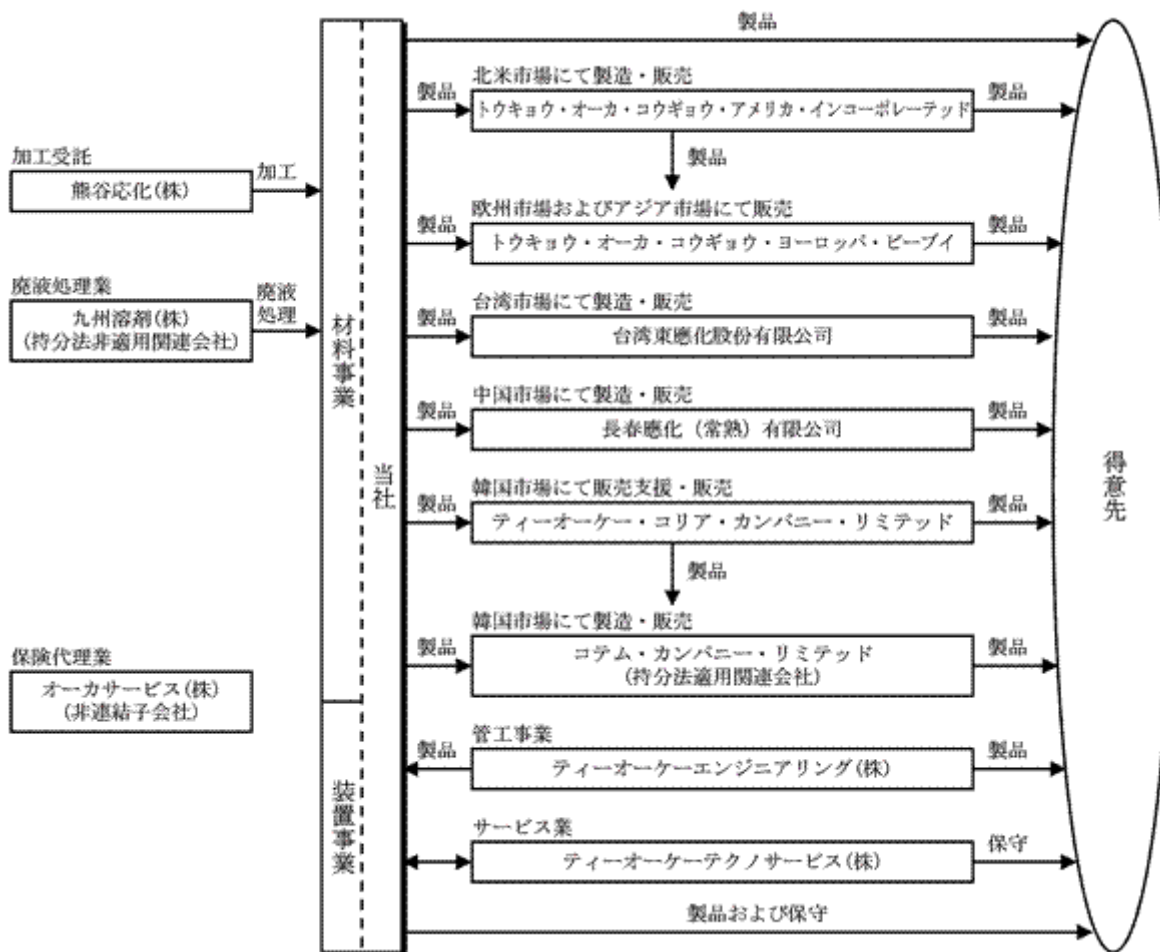 製品
北米市場にて製造・販売
製品
トウキョウ・オーカ・コウギョウ・アメリカ・インコーポレーテッド
製品
製品
加工受託
熊谷応化(株)
加工
欧州市場およびアジア市場にて販売
製品
トウキョウ・オーカ・コウギョウ・ヨーロッパ・ビーブイ
製品
廃液処理業
九州溶剤(株)
(持分法非適用関連会社)
廃液
処理
材料事業
当社
台湾市場にて製造・販売
製品
台湾東應化股份有限公司
製品
中国市場にて製造・販売
製品
長春應化（常熟）有限公司
製品
得意先
韓国市場にて販売支援・販売
製品
ティーオーケー・コリア・カンパニー・リミテッド
製品
製品
韓国市場にて製造・販売
製品
コテム・カンパニー・リミテッド
(持分法適用関連会社)
製品
保険代理業
オーカサービス(株)
(非連結子会社)
装置事業
管工事業
製品
ティーオーケーエンジニアリング(株)
製品
サービス業
ティーオーケーテクノサービス(株)
保守
製品および保守